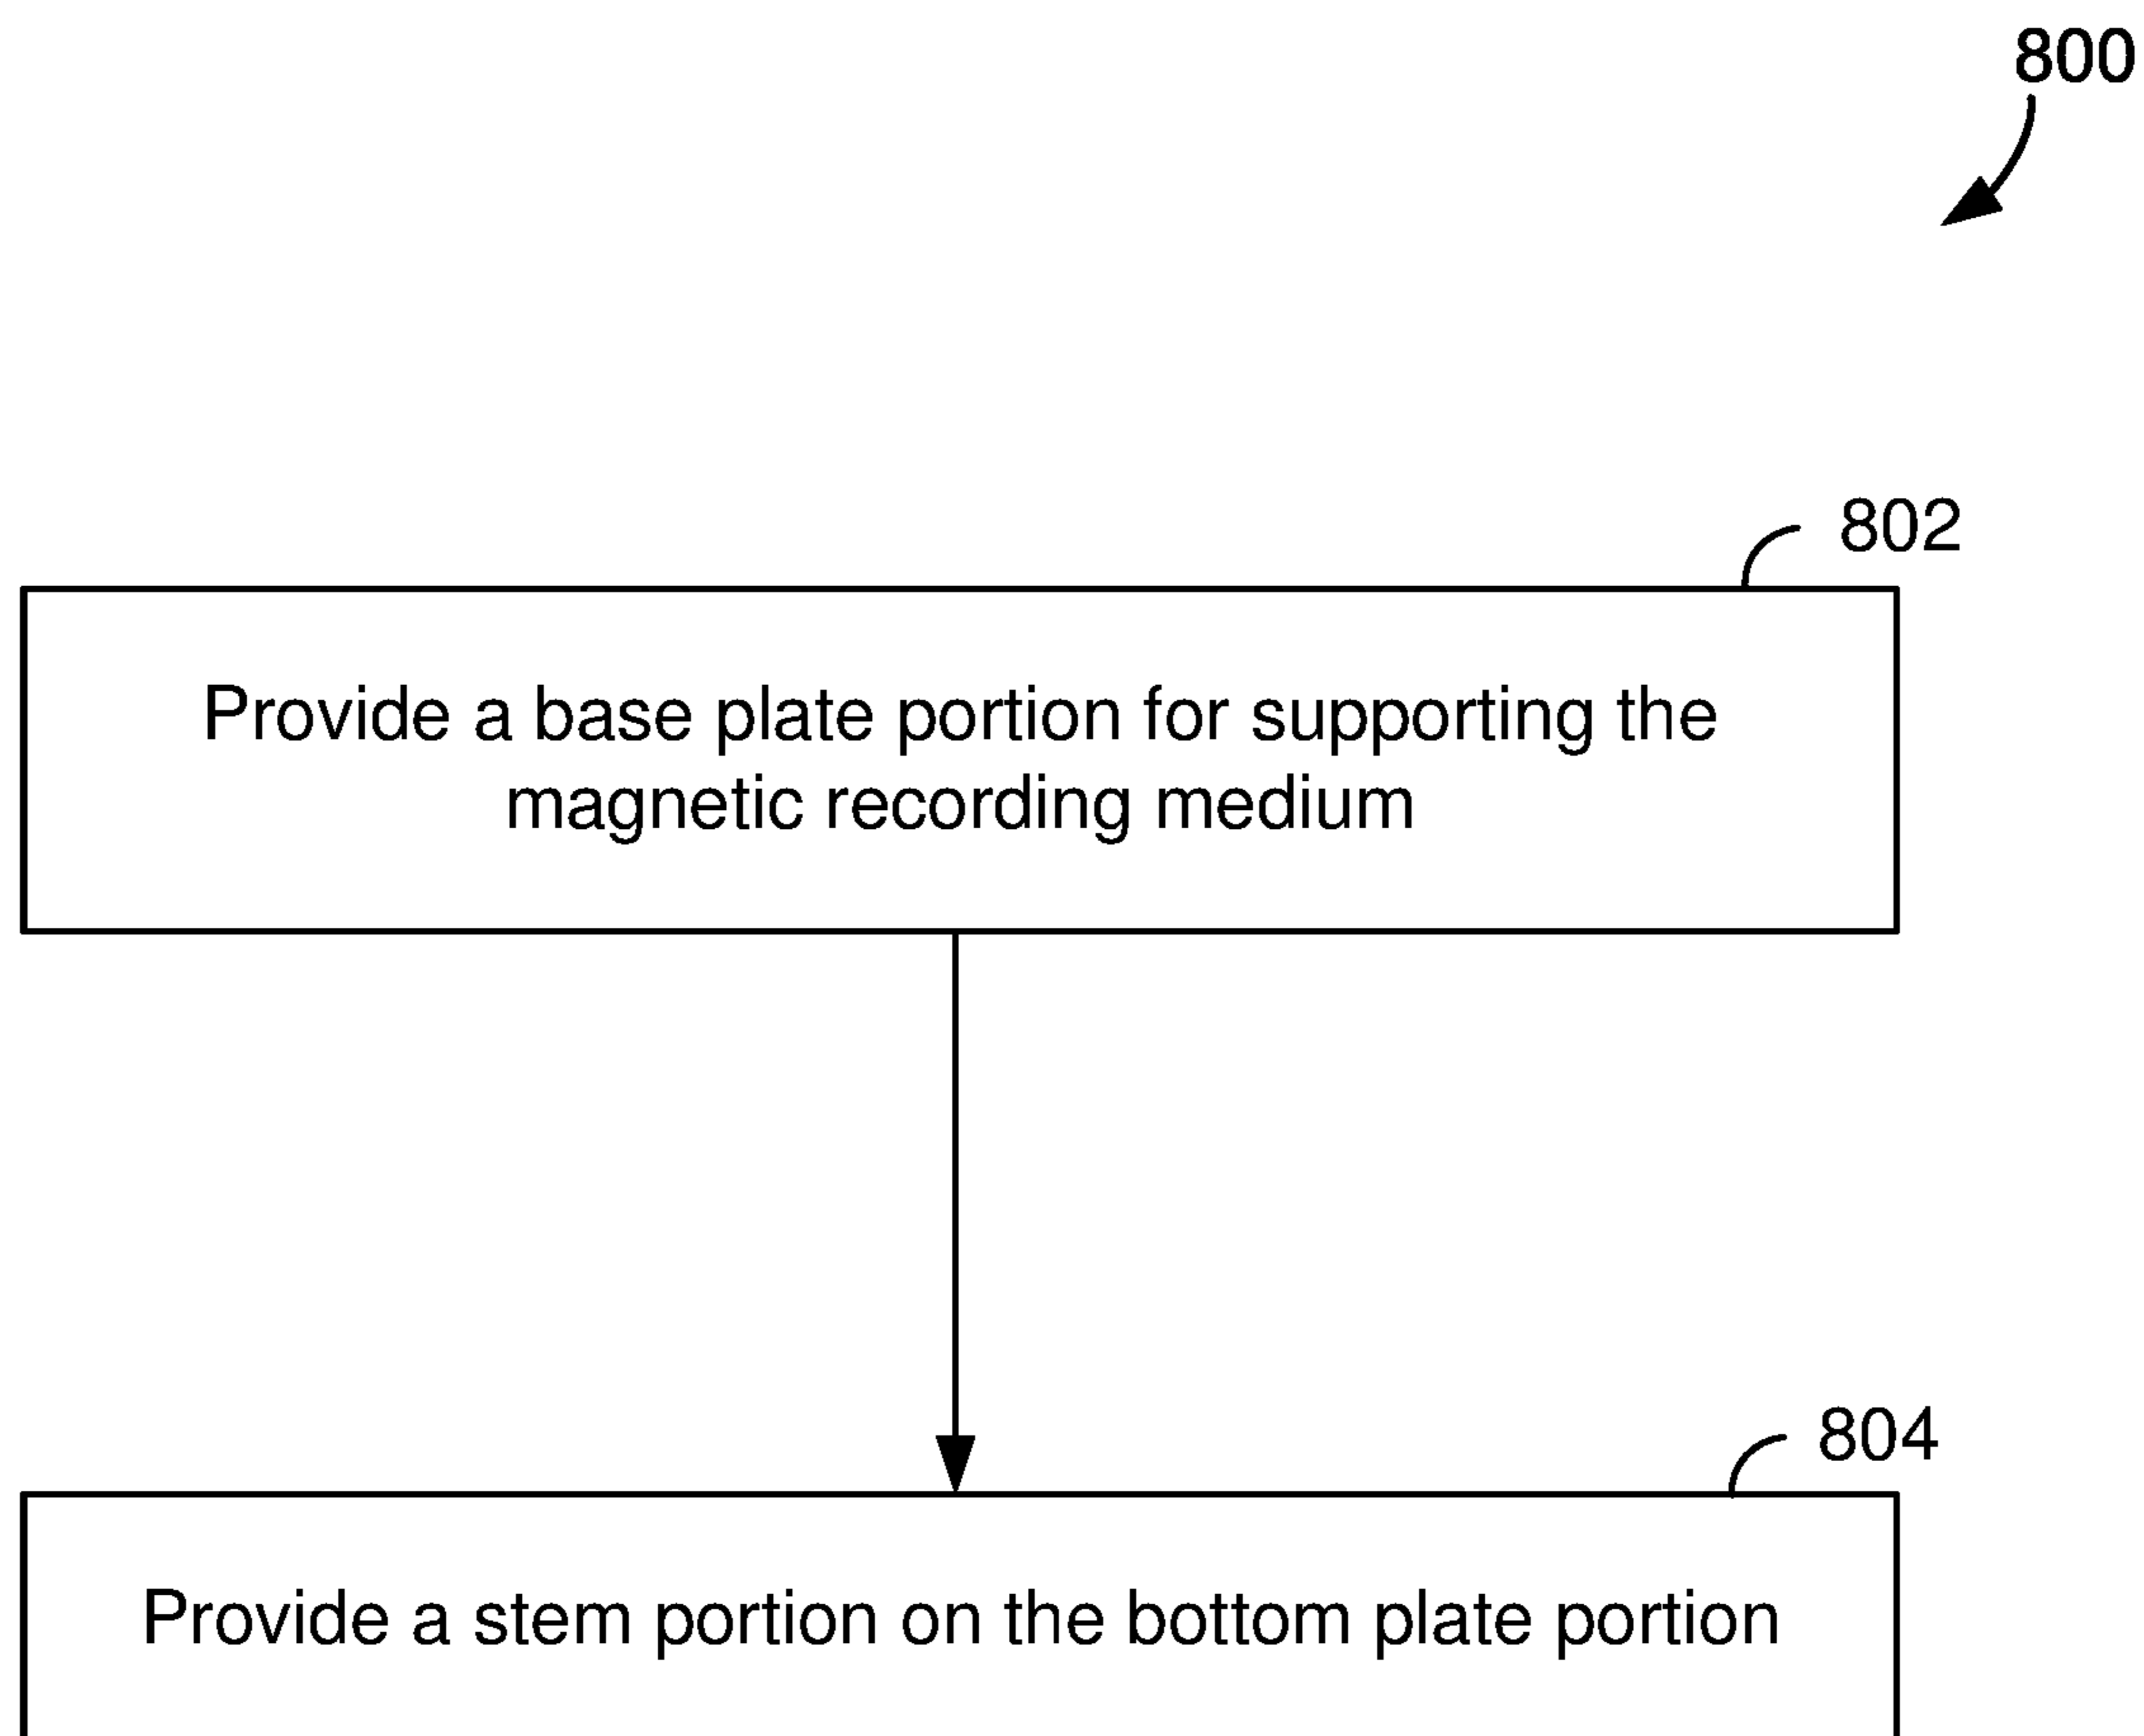 800
802
Provide a base plate portion for supporting the
magnetic recording medium
804
Provide a stem portion on the bottom plate portion